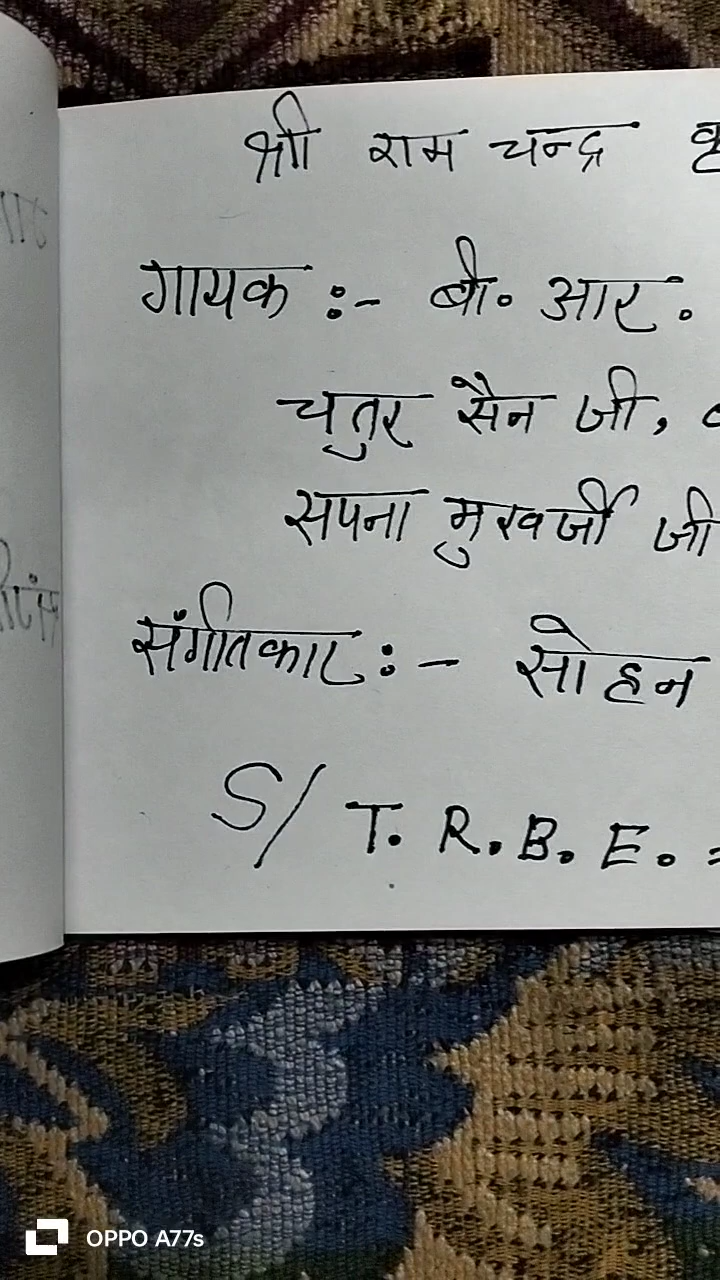 श्री राम चन्द्र
गायक :- बी. आर.
चतुर सैन जी,
सपना मुखर्जी जी
संगीतकार :- सोहन
S/ T. R. B. E.
OPPO A77s